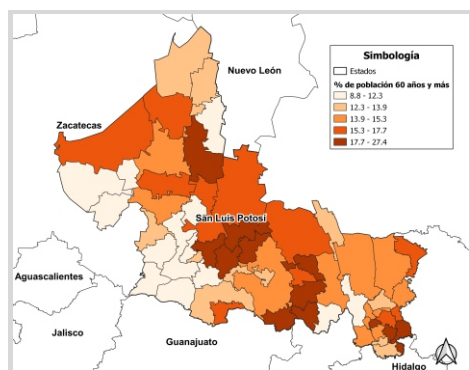 Nuevo León
Simbología
Estados
% de población 60 años y más
8.8 - 12.3
12.3 - 13.9
13.9 - 15.3
15.3 - 17.7
17.7 - 27.4
Zacatecas
San Luis Potosí
Aguascalientes
Jalisco
Guanajuato
Hidalgo